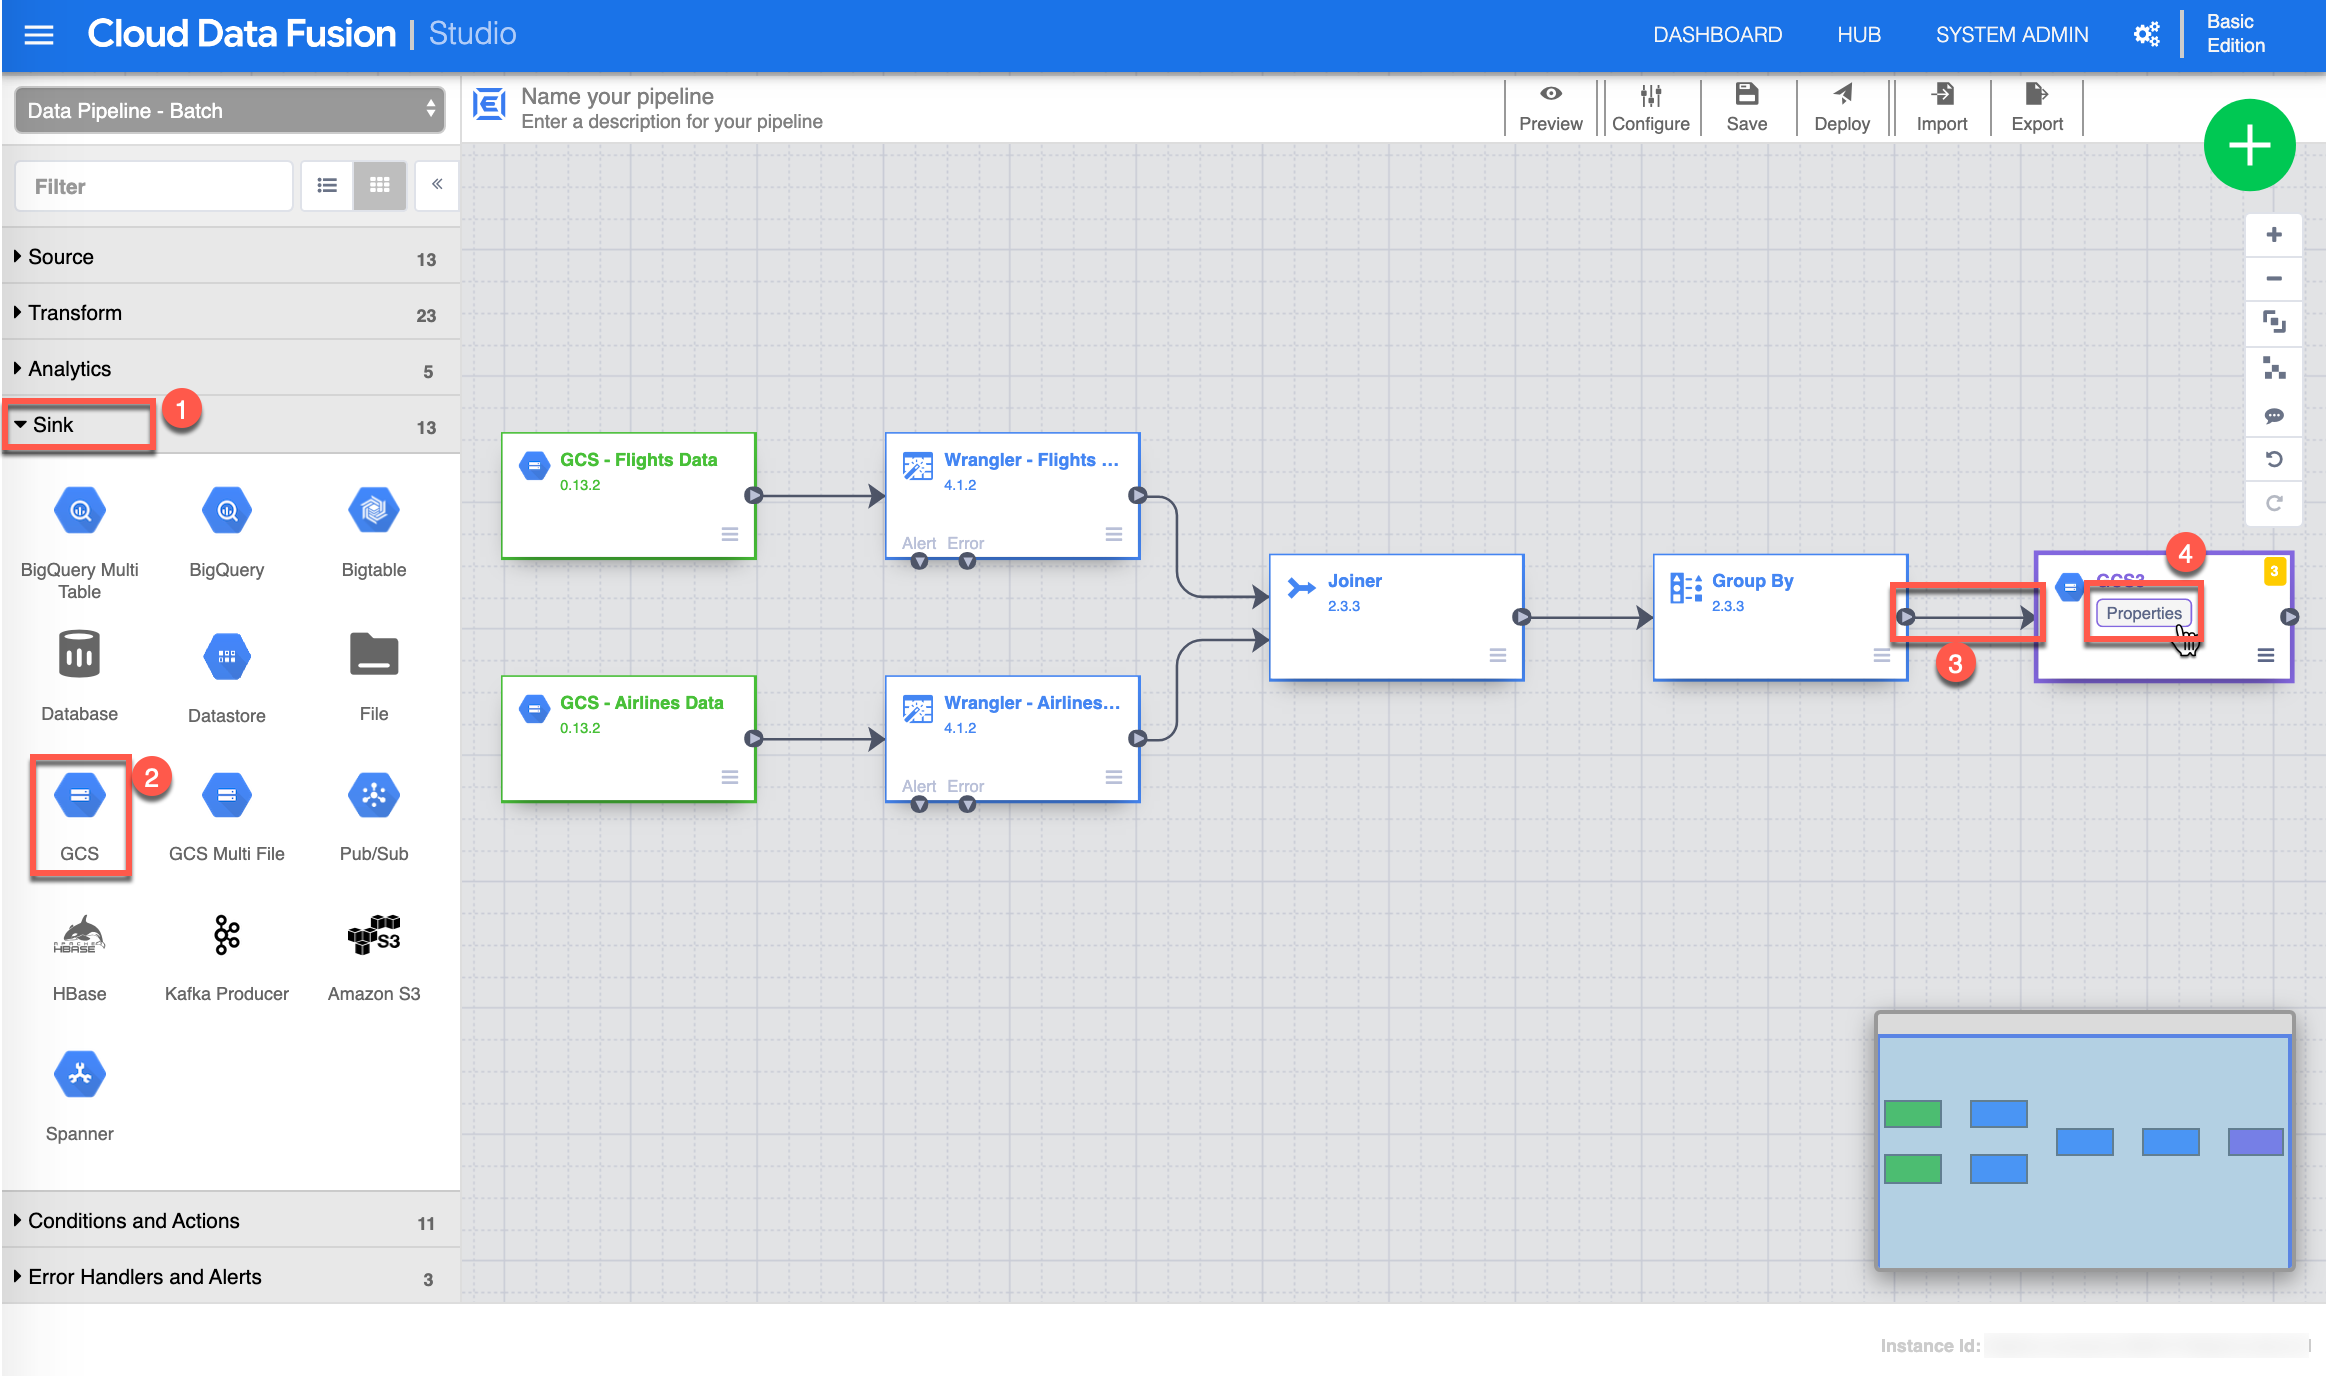 Cloud Data Fusion | Studio
DASHBOARD
HUB
SYSTEM ADMIN
Basic
Edition
Data Pipeline - Batch
Name your pipeline
Enter a description for your pipeline
Preview
Configure
Save
Deploy
Import
Export
Filter
Source 13
Transform 23
Analytics 5
Sink 13
1
BigQuery Multi
Table
BigQuery
Bigtable
Database
Datastore
File
2
GCS
GCS Multi File
Pub/Sub
APACHE
HBASE
S3
HBase
Kafka Producer
Amazon S3
Spanner
Conditions and Actions 11
Error Handlers and Alerts 3
GCS - Flights Data
0.13.2
Wrangler - Flights ...
4.1.2
Alert Error
GCS - Airlines Data
0.13.2
Wrangler - Airlines...
4.1.2
Alert Error
Joiner
2.3.3
Group By
2.3.3
3
4
GCS3
3
Properties
Instance Id: